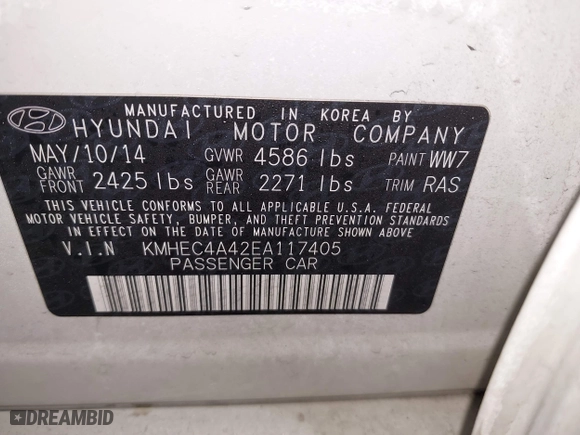 MANUFACTURED IN KOREA BY
HYUNDAI MOTOR COMPANY
MAY/10/14 GVWR 4586 lbs PAINT WW7
GAWR FRONT 2425 lbs GAWR REAR 2271 lbs TRIM RAS
THIS VEHICLE CONFORMS TO ALL APPLICABLE U.S.A. FEDERAL
MOTOR VEHICLE SAFETY, BUMPER, AND THEFT PREVENTION STANDARDS
IN EFFECT ON THE DATE OF MANUFACTURE SHOWN ABOVE.
V.I.N KMHEC4A42EA117405
PASSENGER CAR
DREAMBID